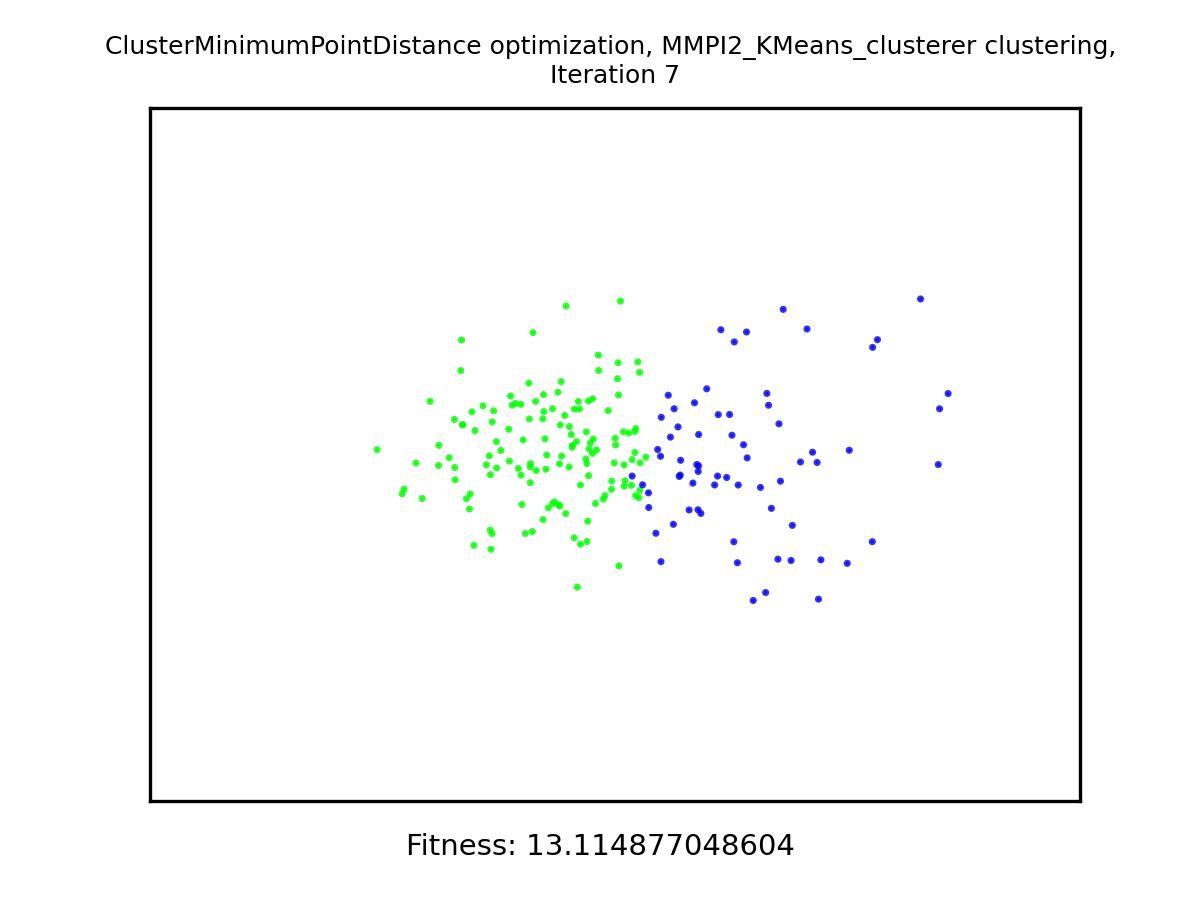 ClusterMinimumPointDistance optimization, MMPI2_KMeans_clusterer clustering,
Iteration 7
Fitness: 13.114877048604